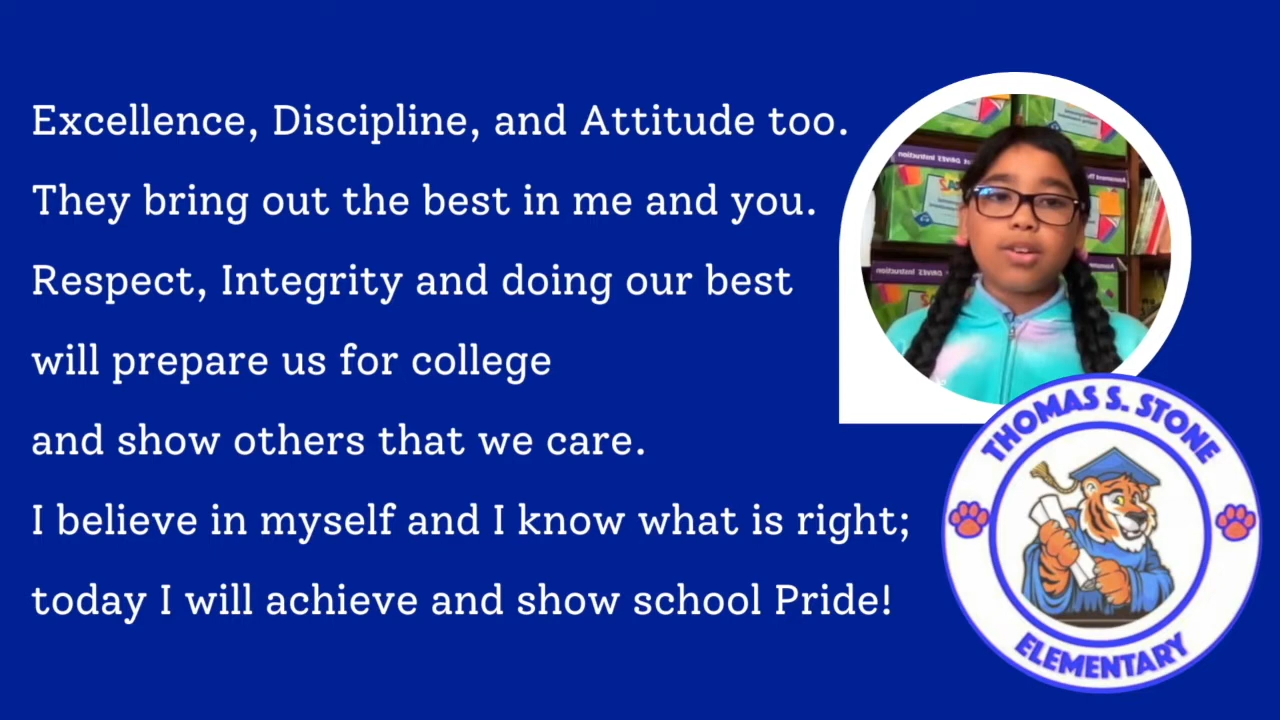 Excellence, Discipline, and Attitude too.
They bring out the best in me and you.
Respect, Integrity and doing our best
will prepare us for college
and show others that we care.
I believe in myself and I know what is right;
today I will achieve and show school Pride!
THOMAS S. STONE
ELEMENTARY